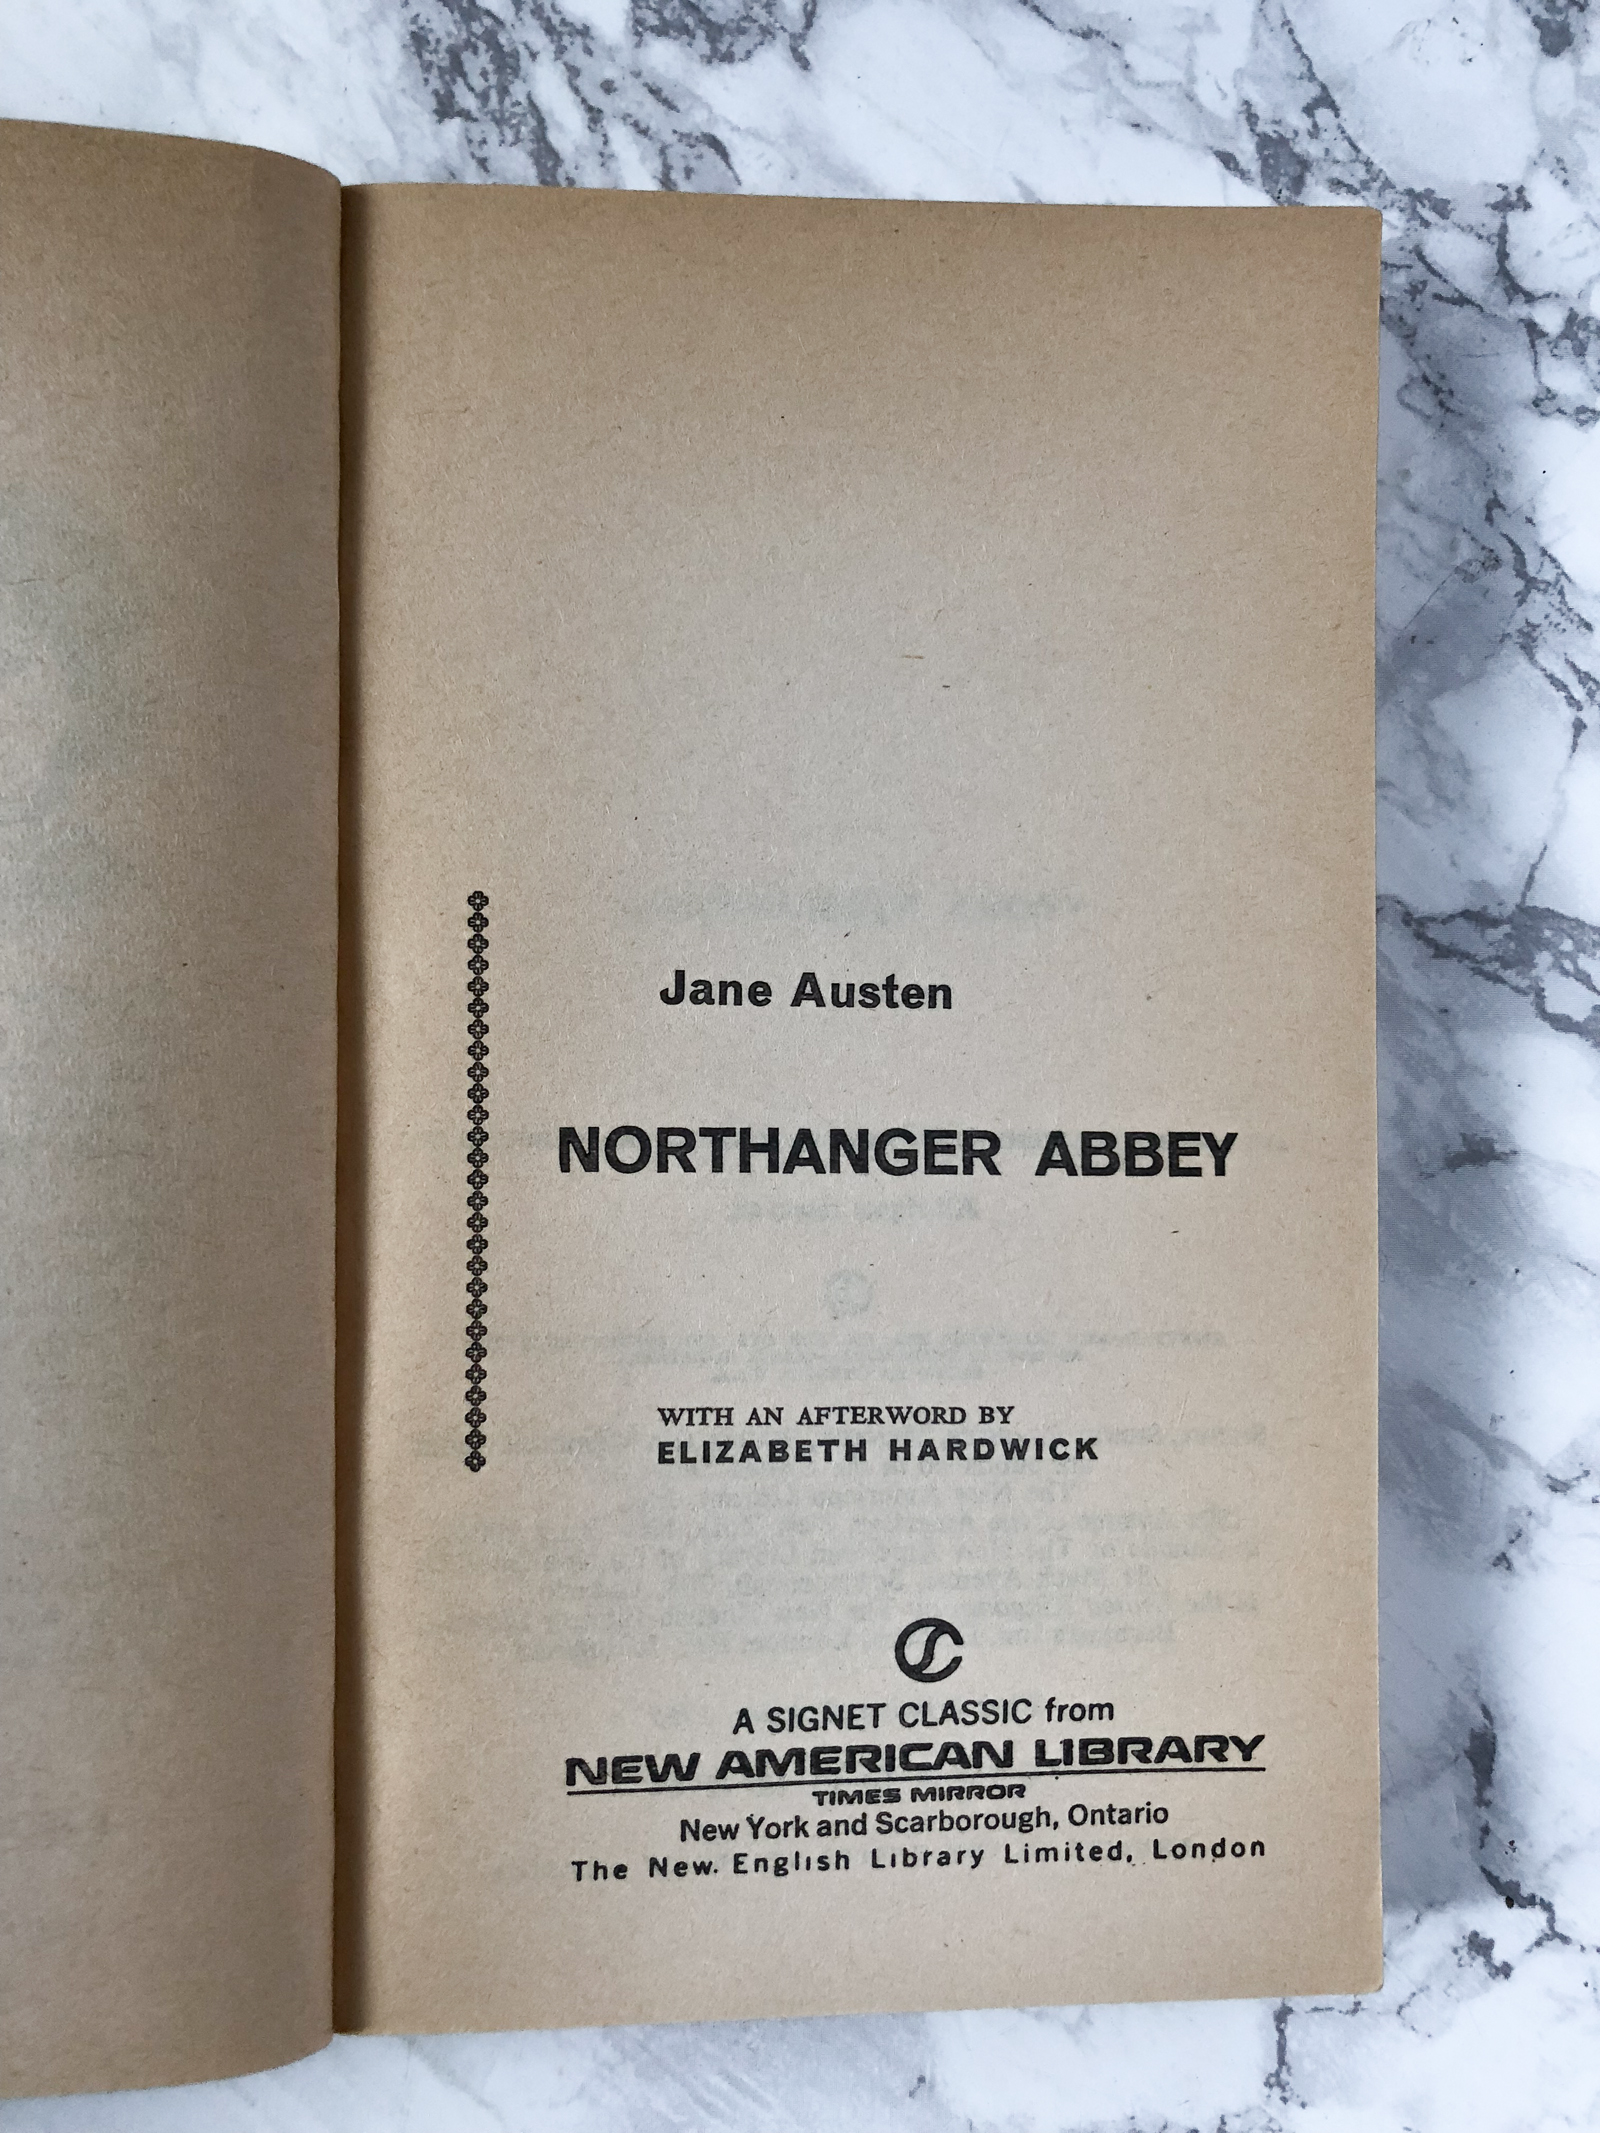 Jane Austen
NORTHANGER ABBEY
WITH AN AFTERWORD BY
ELIZABETH HARDWICK
A SIGNET CLASSIC from
NEW AMERICAN LIBRARY
TIMES MIRROR
New York and Scarborough, Ontario
The New. English Library Limited, London